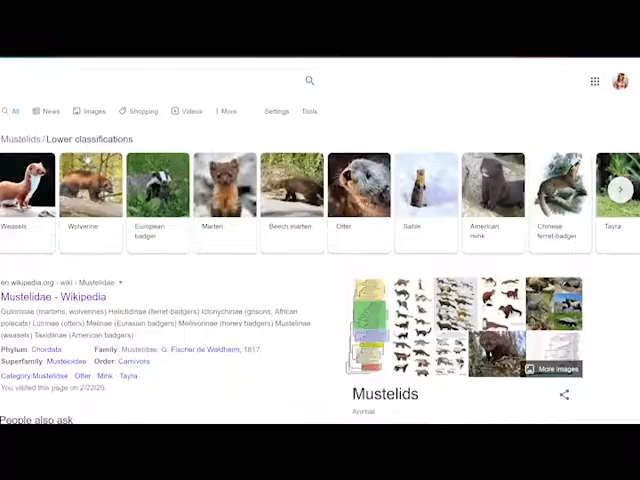 All News Images Shopping Videos More Settings Tools
Mustelids / Lower classifications
Weasels Wolverine European badger Marten Beech marten Otter Sable American mink Chinese ferret-badger Tayra
en.wikipedia.org › wiki › Mustelidae
Mustelidae - Wikipedia
Guloninae (martens, wolverines) Helictidinae (ferret-badgers) Ictonychinae (grisons, African
polecats) Lutrinae (otters) Melinae (Eurasian badgers) Mellivorinae (honey badgers) Mustelinae
(weasels) Taxidiinae (American badgers)
Phylum: Chordata Family: Mustelidae; G. Fischer de Waldheim, 1817
Superfamily: Musteloidea Order: Carnivora
Category:Mustelidae · Otter · Mink · Tayra
You visited this page on 2/22/20.
More images
Mustelids
Animal
People also ask